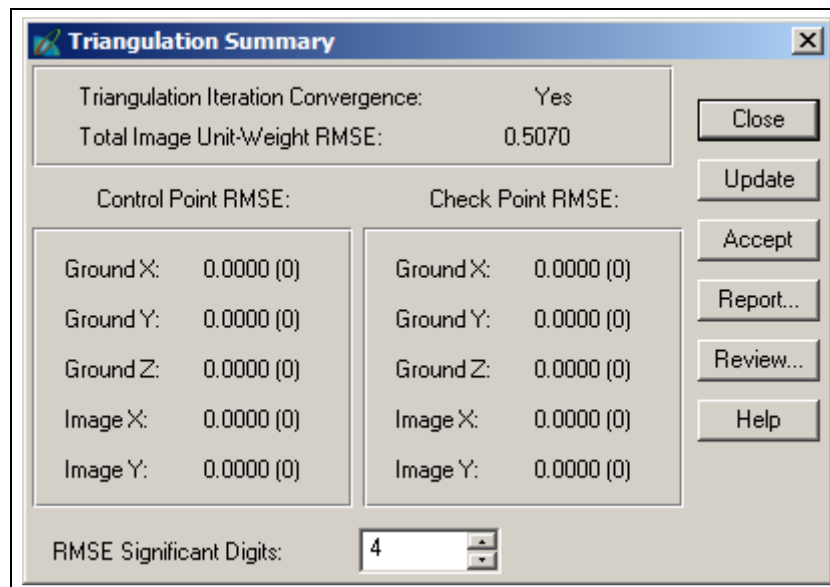 Triangulation Summary
Triangulation Iteration Convergence: Yes
Total Image Unit-Weight RMSE: 0.5070
Control Point RMSE:
Ground X: 0.0000 (0)
Ground Y: 0.0000 (0)
Ground Z: 0.0000 (0)
Image X: 0.0000 (0)
Image Y: 0.0000 (0)
Check Point RMSE:
Ground X: 0.0000 (0)
Ground Y: 0.0000 (0)
Ground Z: 0.0000 (0)
Image X: 0.0000 (0)
Image Y: 0.0000 (0)
RMSE Significant Digits: 4
Close
Update
Accept
Report...
Review...
Help